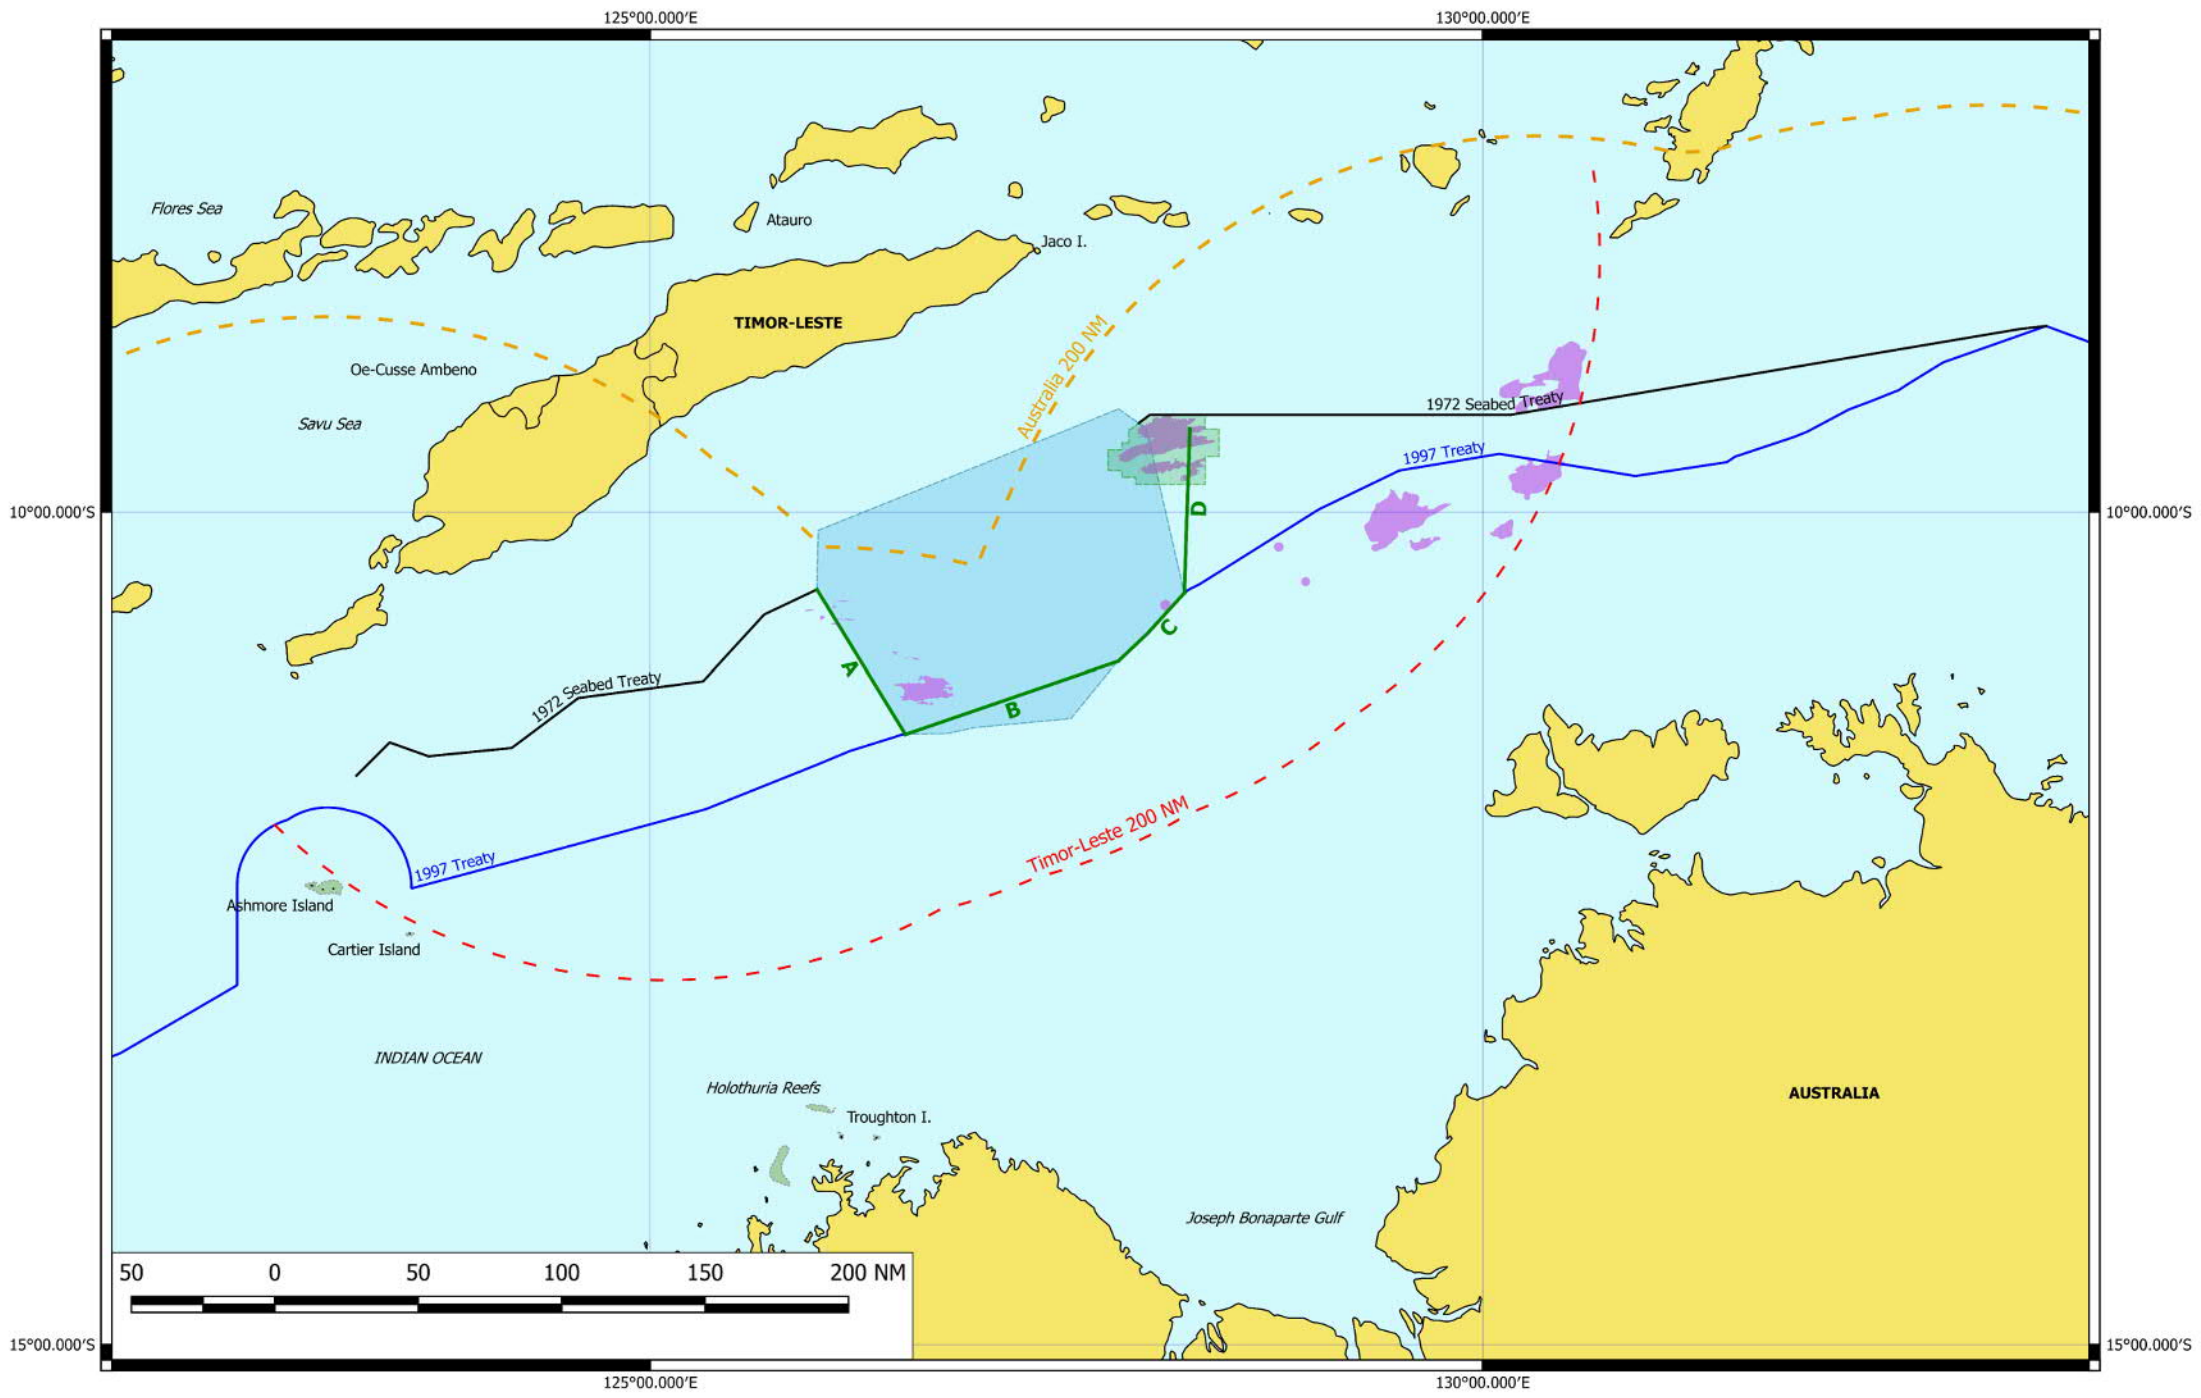 125°00.000'E
130°00.000'E
Flores Sea
Atauro
Jaco I.
TIMOR-LESTE
Australia 200 NM
Oe-Cusse Ambeno
1972 Seabed Treaty
Savu Sea
1997 Treaty
10°00.000'S
10°00.000'S
D
C
A
1972 Seabed Treaty
B
Timor-Leste 200 NM
1997 Treaty
Ashmore Island
Cartier Island
INDIAN OCEAN
Holothuria Reefs
Troughton I.
AUSTRALIA
Joseph Bonaparte Gulf
50 0 50 100 150 200 NM
15°00.000'S
15°00.000'S
125°00.000'E
130°00.000'E